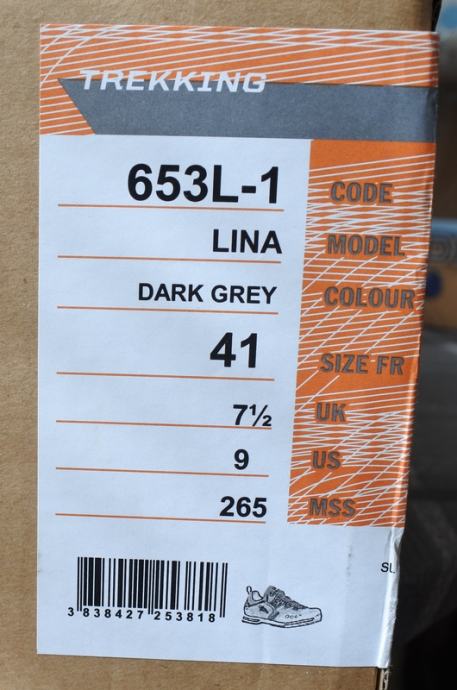 TREKKING
653L-1 CODE
LINA MODEL
DARK GREY COLOUR
41 SIZE FR
7½ UK
9 US
265 MSS
3 838427 253818